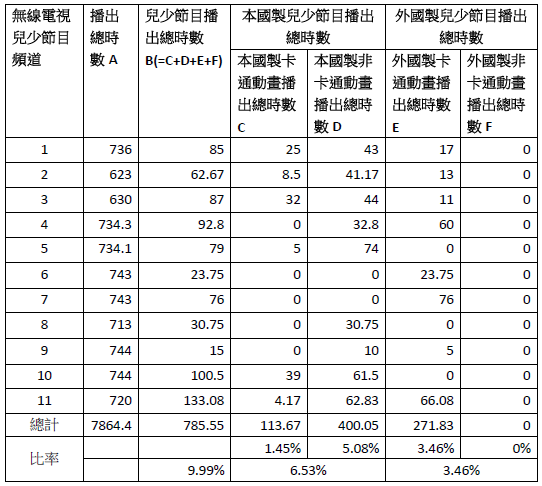 無線電視兒少節目頻道 播出總時數 A 兒少節目播出總時數 B(=C+D+E+F) 本國製兒少節目播出總時數 外國製兒少節目播出總時數
本國製卡通動畫播出總時數 C 本國製非卡通動畫播出總時數 D 外國製卡通動畫播出總時數 E 外國製非卡通動畫播出總時數 F
1 736 85 25 43 17 0
2 623 62.67 8.5 41.17 13 0
3 630 87 32 44 11 0
4 734.3 92.8 0 32.8 60 0
5 734.1 79 5 74 0 0
6 743 23.75 0 0 23.75 0
7 743 76 0 0 76 0
8 713 30.75 0 30.75 0 0
9 744 15 0 10 5 0
10 744 100.5 39 61.5 0 0
11 720 133.08 4.17 62.83 66.08 0
總計 7864.4 785.55 113.67 400.05 271.83 0
比率 1.45% 5.08% 3.46% 0%
9.99% 6.53% 3.46%